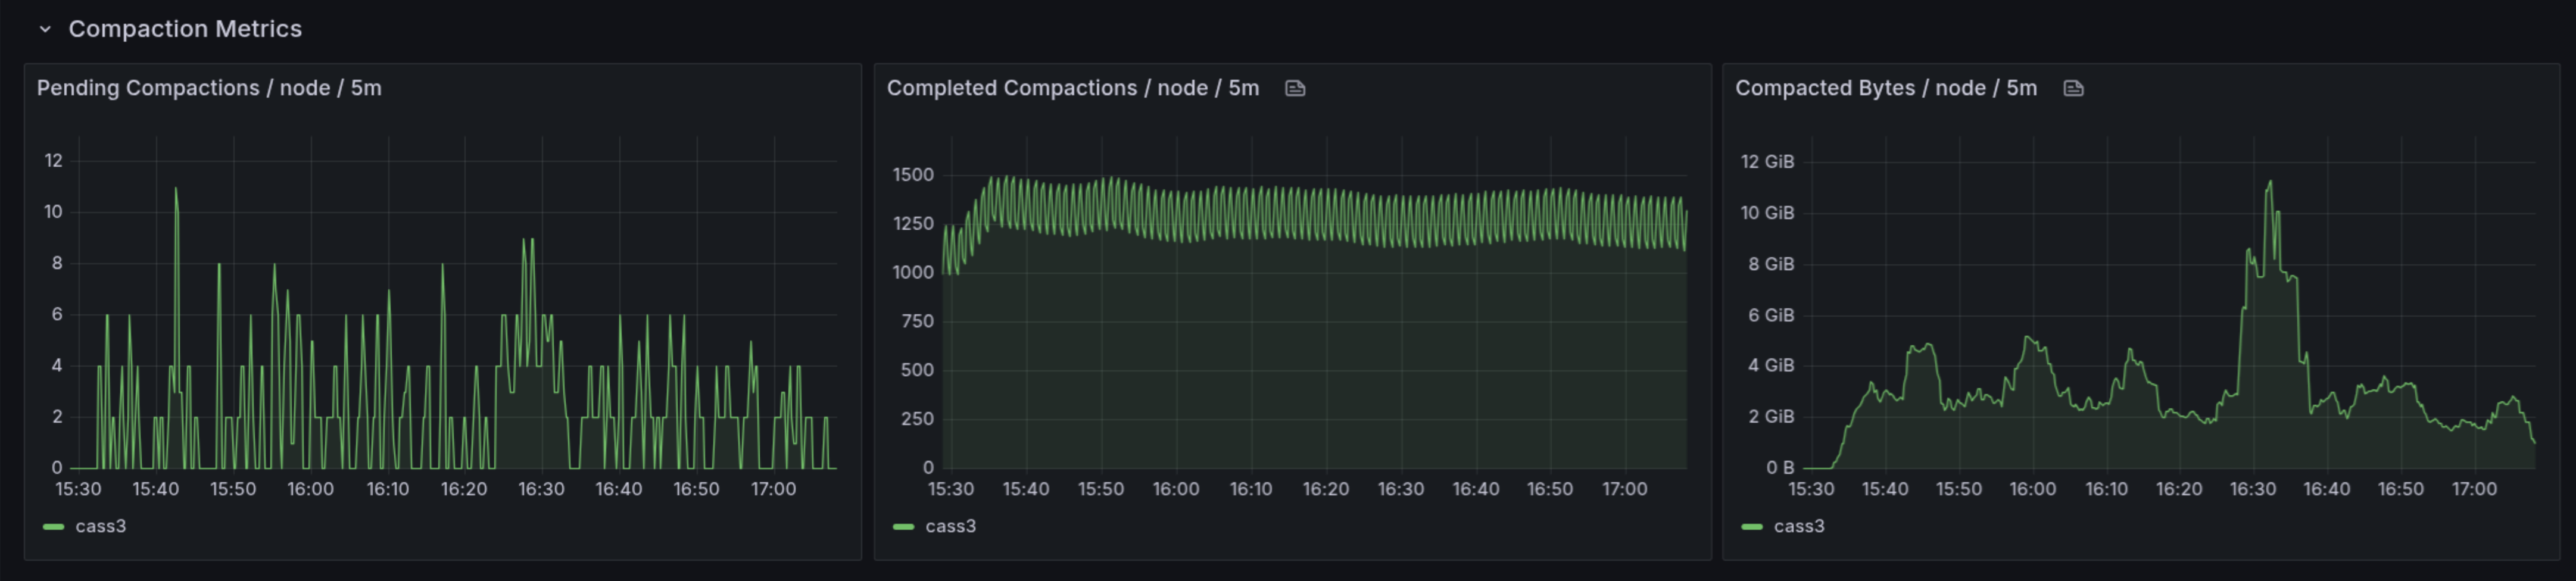 Compaction Metrics
Pending Compactions / node / 5m
12
10
8
6
4
2
0
15:30 15:40 15:50 16:00 16:10 16:20 16:30 16:40 16:50 17:00
cass3
Completed Compactions / node / 5m
1500
1250
1000
750
500
250
0
15:30 15:40 15:50 16:00 16:10 16:20 16:30 16:40 16:50 17:00
cass3
Compacted Bytes / node / 5m
12 GiB
10 GiB
8 GiB
6 GiB
4 GiB
2 GiB
0 B
15:30 15:40 15:50 16:00 16:10 16:20 16:30 16:40 16:50 17:00
cass3